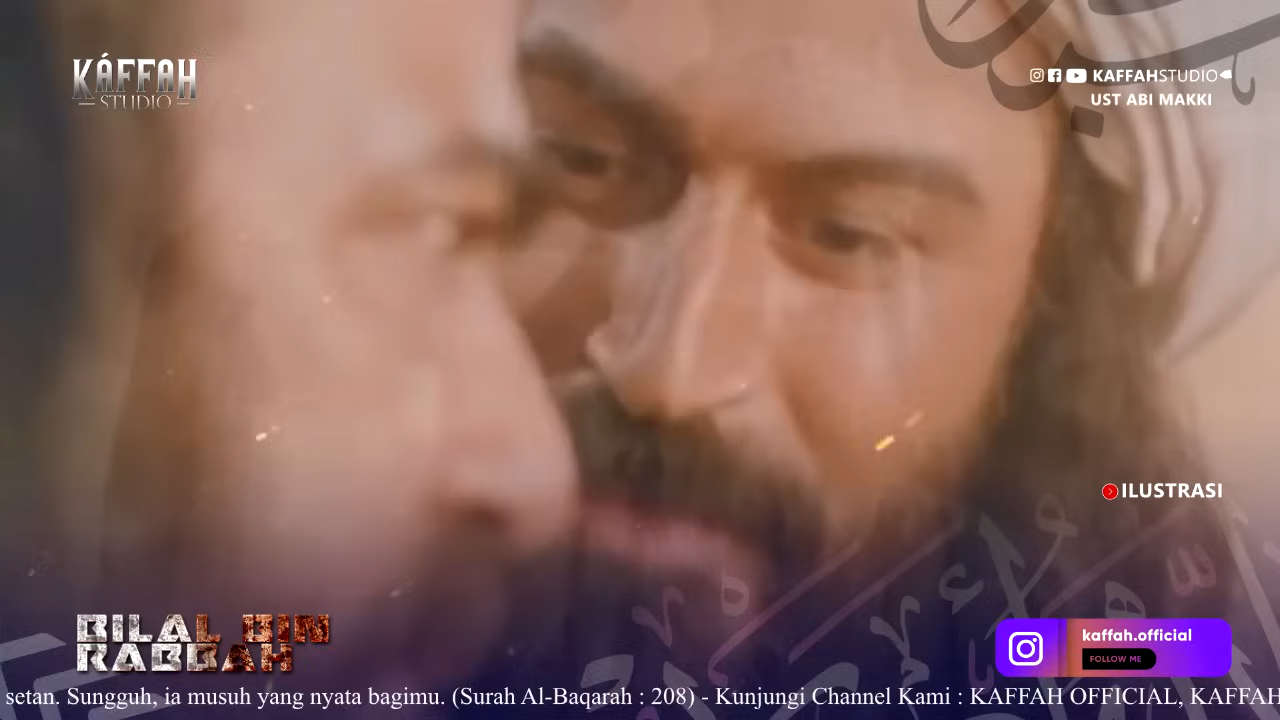 KÁFFAH
STUDIO
KAFFAHSTUDIO
UST ABI MAKKI
ILUSTRASI
BILAL BIN
RABBAH
kaffah.official
FOLLOW ME
setan. Sungguh, ia musuh yang nyata bagimu. (Surah Al-Baqarah : 208) - Kunjungi Channel Kami : KAFFAH OFFICIAL, KAFFAH